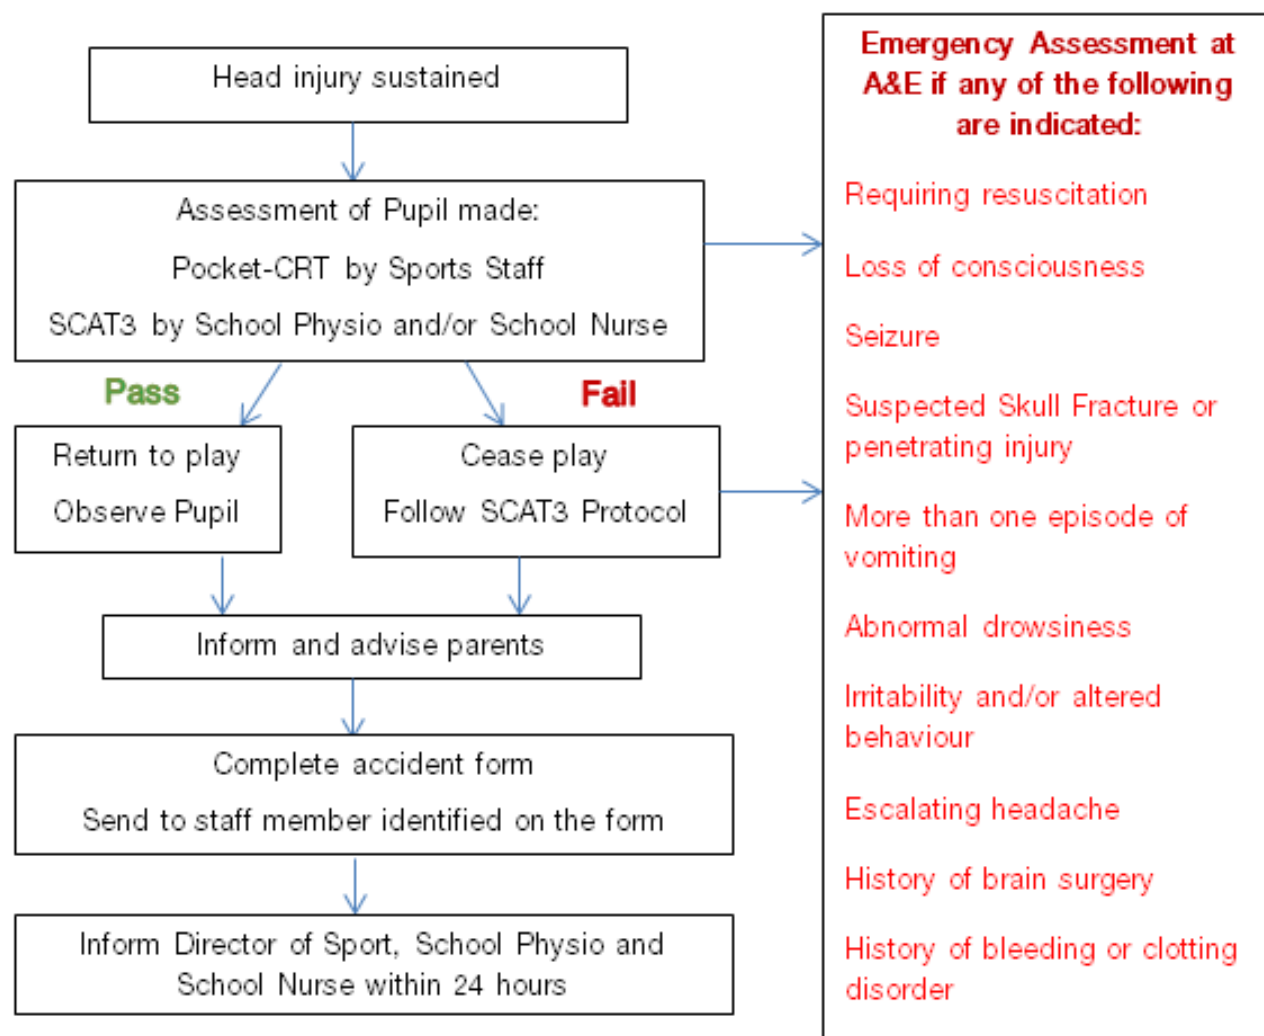 Head injury sustained
Assessment of Pupil made:
Pocket-CRT by Sports Staff
SCAT3 by School Physio and/or School Nurse
Pass
Fail
Return to play
Observe Pupil
Cease play
Follow SCAT3 Protocol
Inform and advise parents
Complete accident form
Send to staff member identified on the form
Inform Director of Sport, School Physio and
School Nurse within 24 hours
Emergency Assessment at
A&E if any of the following
are indicated:
Requiring resuscitation
Loss of consciousness
Seizure
Suspected Skull Fracture or
penetrating injury
More than one episode of
vomiting
Abnormal drowsiness
Irritability and/or altered
behaviour
Escalating headache
History of brain surgery
History of bleeding or clotting
disorder